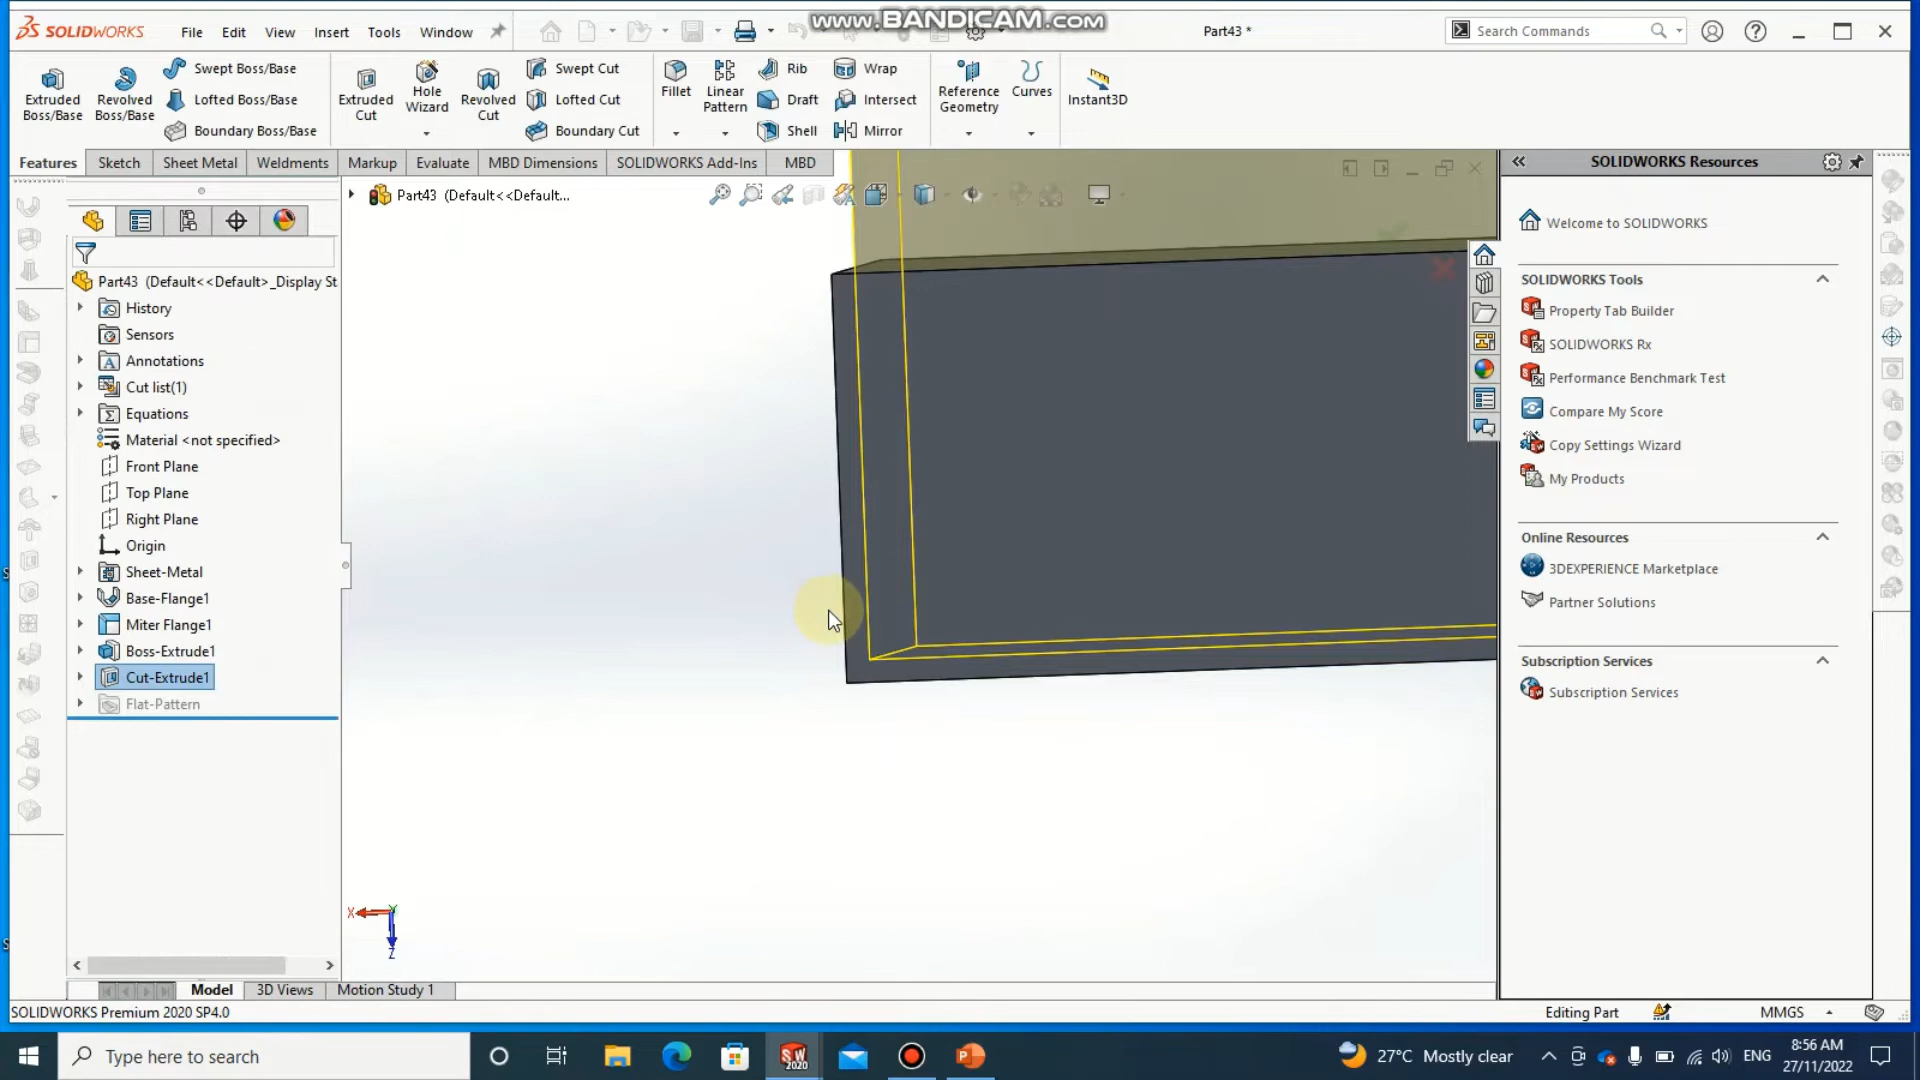 www.BANDICAM.com
SOLIDWORKS
File Edit View Insert Tools Window
Part43 *
Search Commands
Extruded Boss/Base
Revolved Boss/Base
Swept Boss/Base
Lofted Boss/Base
Boundary Boss/Base
Extruded Cut
Hole Wizard
Revolved Cut
Swept Cut
Lofted Cut
Boundary Cut
Fillet
Linear Pattern
Rib
Draft
Shell
Wrap
Intersect
Mirror
Reference Geometry
Curves
Instant3D
Features Sketch Sheet Metal Weldments Markup Evaluate MBD Dimensions SOLIDWORKS Add-Ins MBD
Part43 (Default<<Default...
Part43 (Default<<Default>_Display St
History
Sensors
Annotations
Cut list(1)
Equations
Material <not specified>
Front Plane
Top Plane
Right Plane
Origin
Sheet-Metal
Base-Flange1
Miter Flange1
Boss-Extrude1
Cut-Extrude1
Flat-Pattern
X
Y
Z
SOLIDWORKS Resources
Welcome to SOLIDWORKS
SOLIDWORKS Tools
Property Tab Builder
SOLIDWORKS Rx
Performance Benchmark Test
Compare My Score
Copy Settings Wizard
My Products
Online Resources
3DEXPERIENCE Marketplace
Partner Solutions
Subscription Services
Subscription Services
Model 3D Views Motion Study 1
SOLIDWORKS Premium 2020 SP4.0
Editing Part
MMGS
Type here to search
SW
2020
27°C Mostly clear
ENG
8:56 AM
27/11/2022